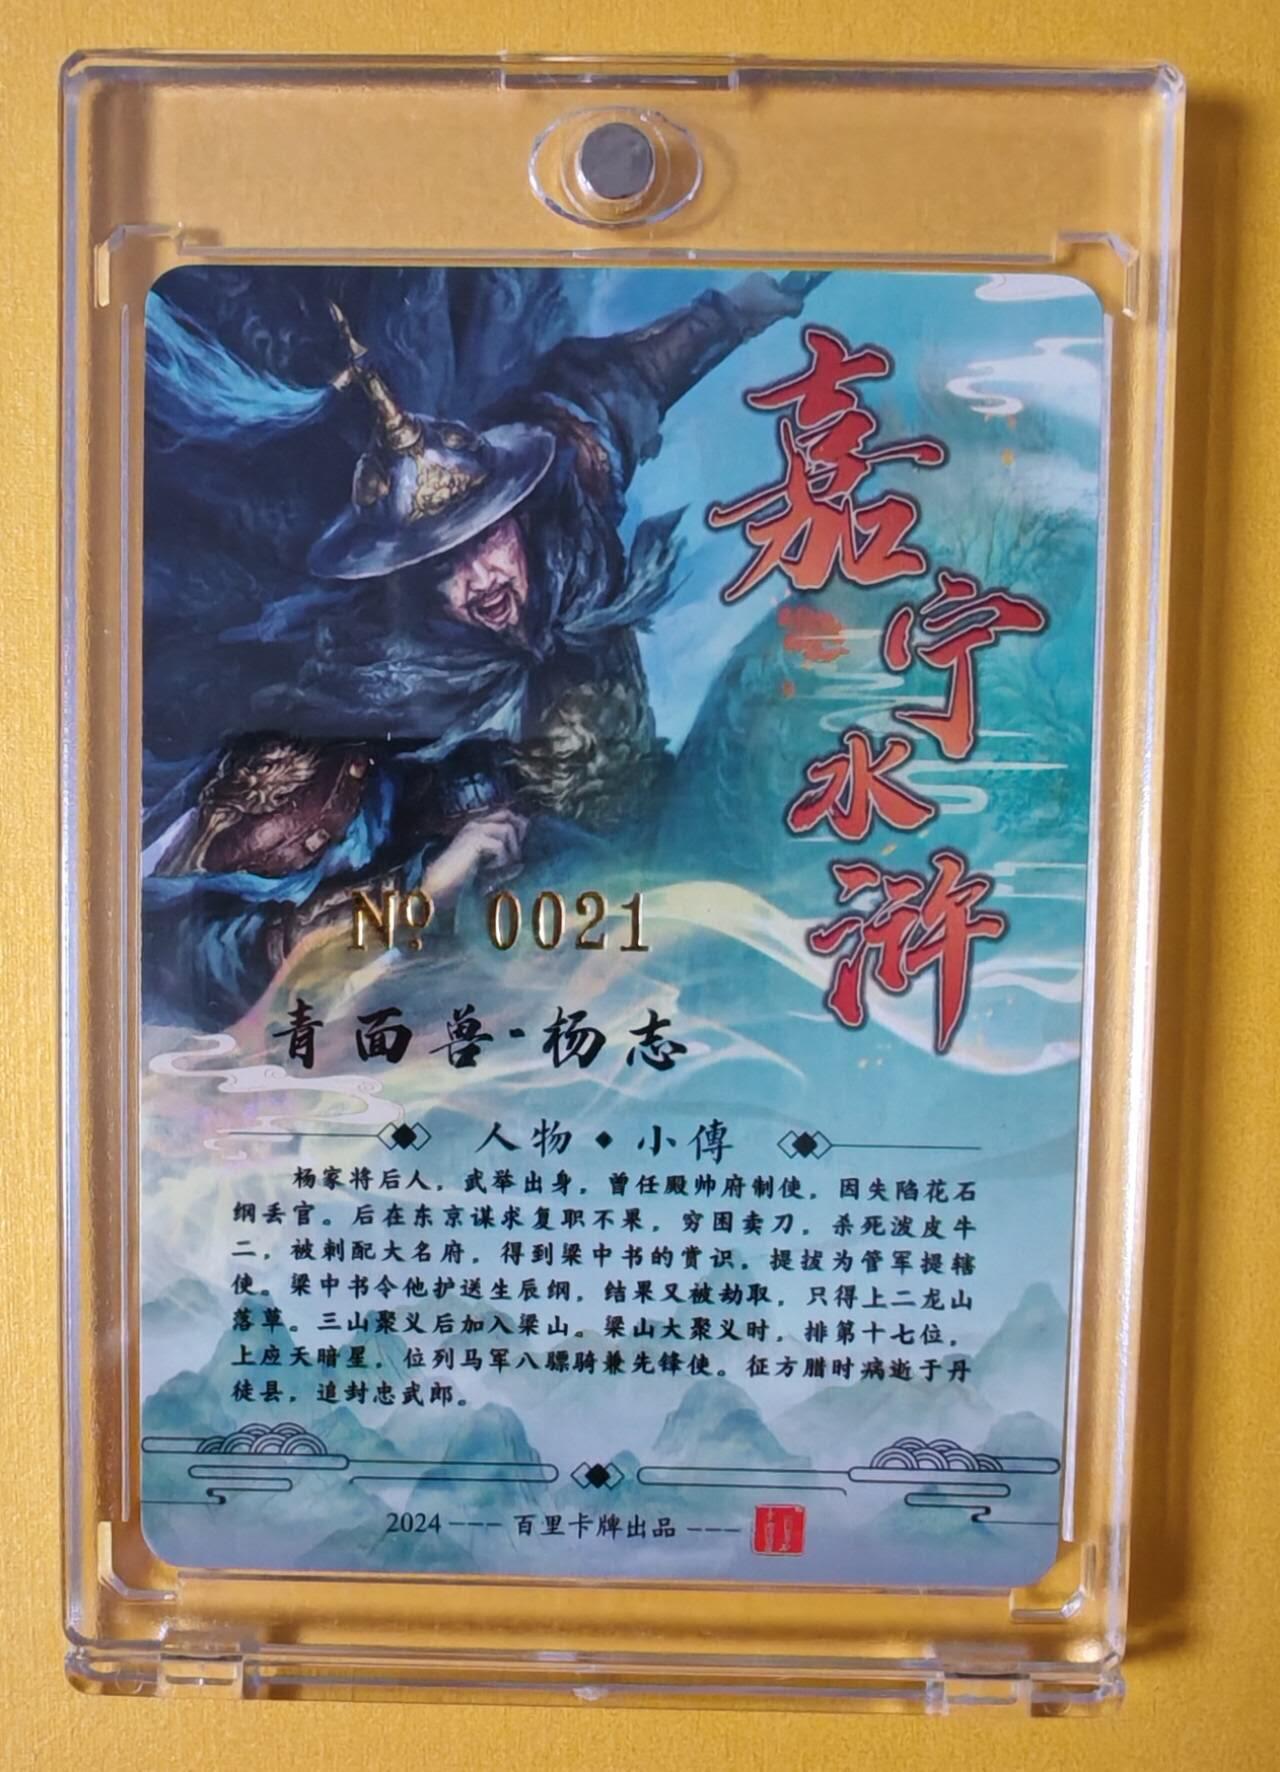 嘉宁水浒
№ 0021
青面兽-杨志
人物◆小傳
杨家将后人，武举出身，曾任殿帅府制使，因失陷花石
纲丢官。后在东京谋求复职不果，穷困卖刀，杀死泼皮牛
二，被刺配大名府，得到梁中书的赏识，提拔为管军提辖
使。梁中书令他护送生辰纲，结果又被劫取，只得上二龙山
落草。三山聚义后加入梁山。梁山大聚义时，排第十七位，
上应天暗星，位列马军八骠骑兼先锋使。征方腊时病逝于丹
徒县，追封忠武郎。
2024---百里卡牌出品---